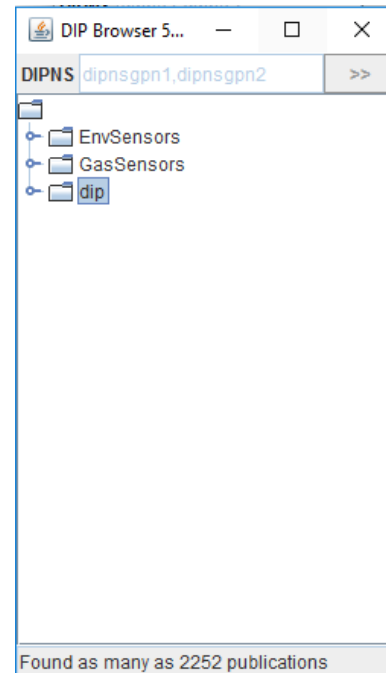 DIP Browser 5...
DIPNS dipnsgpn1,dipnsgpn2 >>
EnvSensors
GasSensors
dip
Found as many as 2252 publications